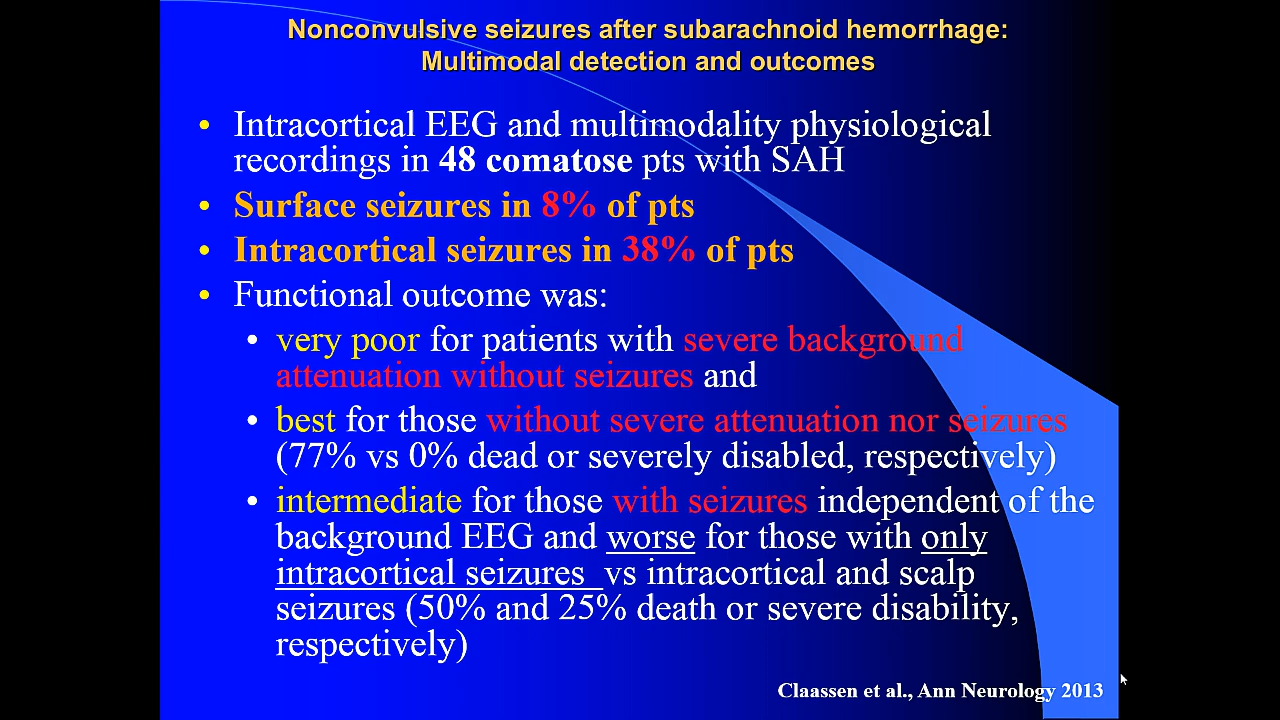 Nonconvulsive seizures after subarachnoid hemorrhage:
Multimodal detection and outcomes
• Intracortical EEG and multimodality physiological
recordings in 48 comatose pts with SAH
• Surface seizures in 8% of pts
• Intracortical seizures in 38% of pts
• Functional outcome was:
• very poor for patients with severe background
attenuation without seizures and
• best for those without severe attenuation nor seizures
(77% vs 0% dead or severely disabled, respectively)
• intermediate for those with seizures independent of the
background EEG and worse for those with only
intracortical seizures vs intracortical and scalp
seizures (50% and 25% death or severe disability,
respectively)
Claassen et al., Ann Neurology 2013